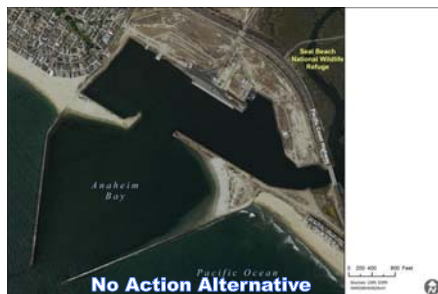 Seal Beach
National Wildlife
Refuge
Anaheim
Bay
Pacific Ocean
No Action Alternative
0 200 400 800 Feet